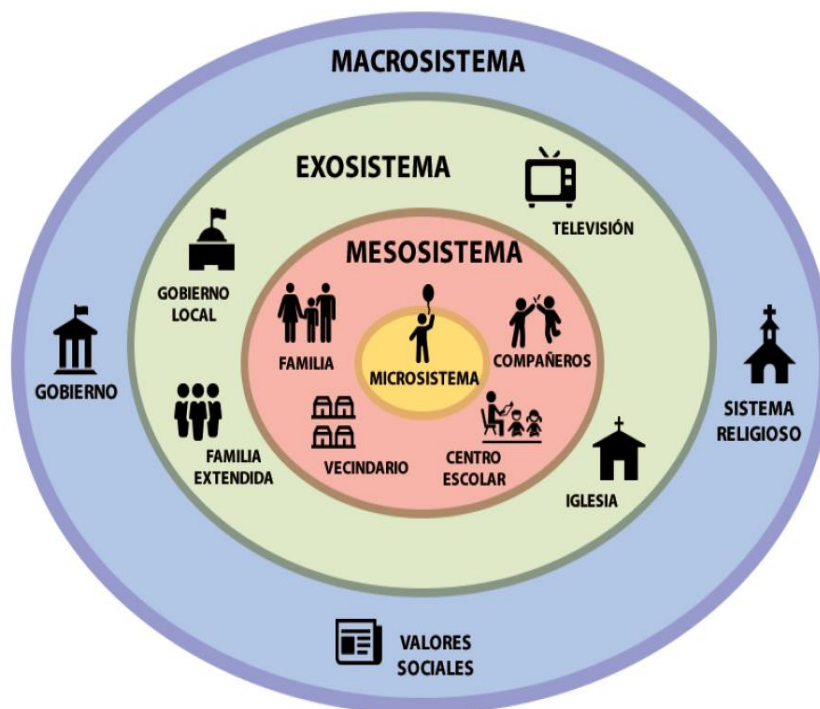 MACROSISTEMA
EXOSISTEMA
TELEVISIÓN
MESOSISTEMA
GOBIERNO
LOCAL
FAMILIA
COMPAÑEROS
MICROSISTEMA
GOBIERNO
SISTEMA
RELIGIOSO
FAMILIA
EXTENDIDA
VECINDARIO
CENTRO
ESCOLAR
IGLESIA
VALORES
SOCIALES